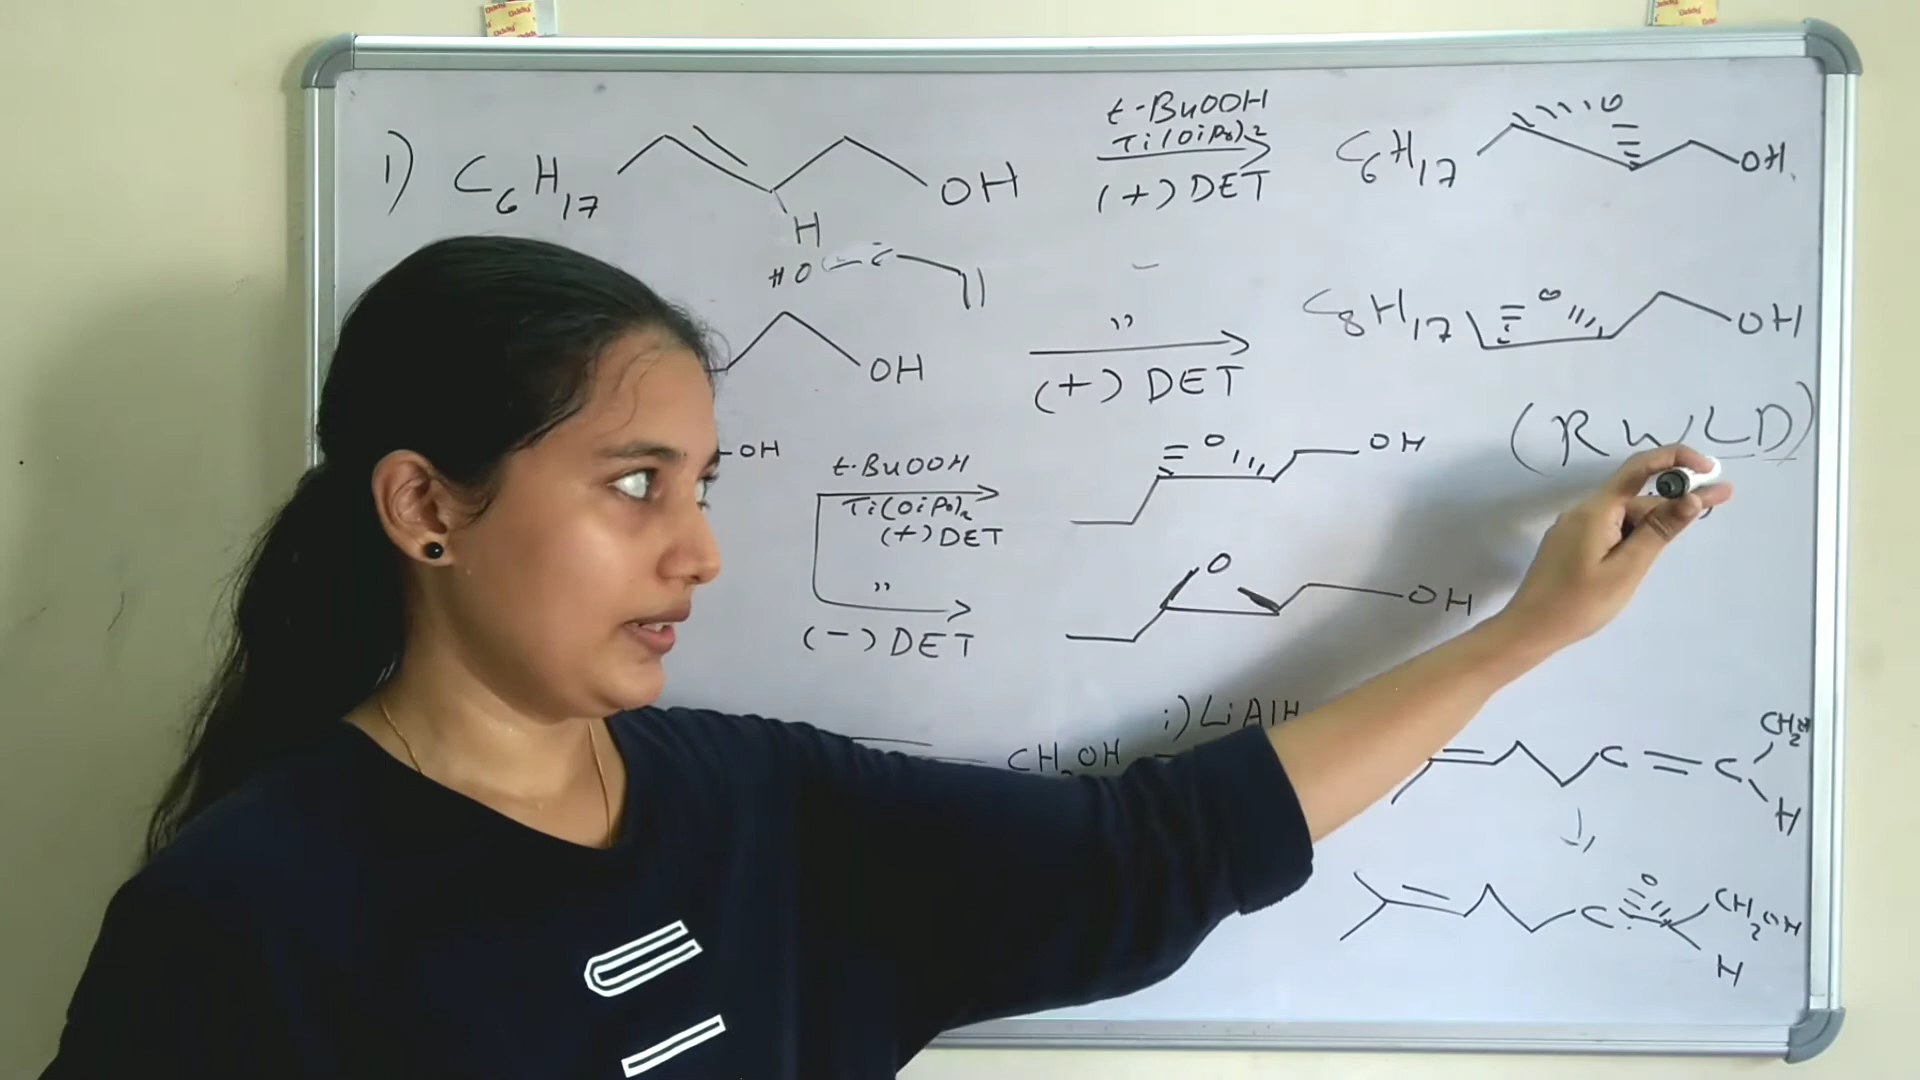 1) C6H17 OH
H
t-BuOOH
Ti(OiPr)2
(+) DET
C6H17 O OH
HO C
OH
"
(+) DET
C8H17 O OH
(RWLD)
OH
t.BuOOH
Ti(OiPr)2
(+) DET
O OH
"
(-) DET
O OH
CH2OH
i) LiAlH
C = C
CH2
H
O
C
CH2OH
H